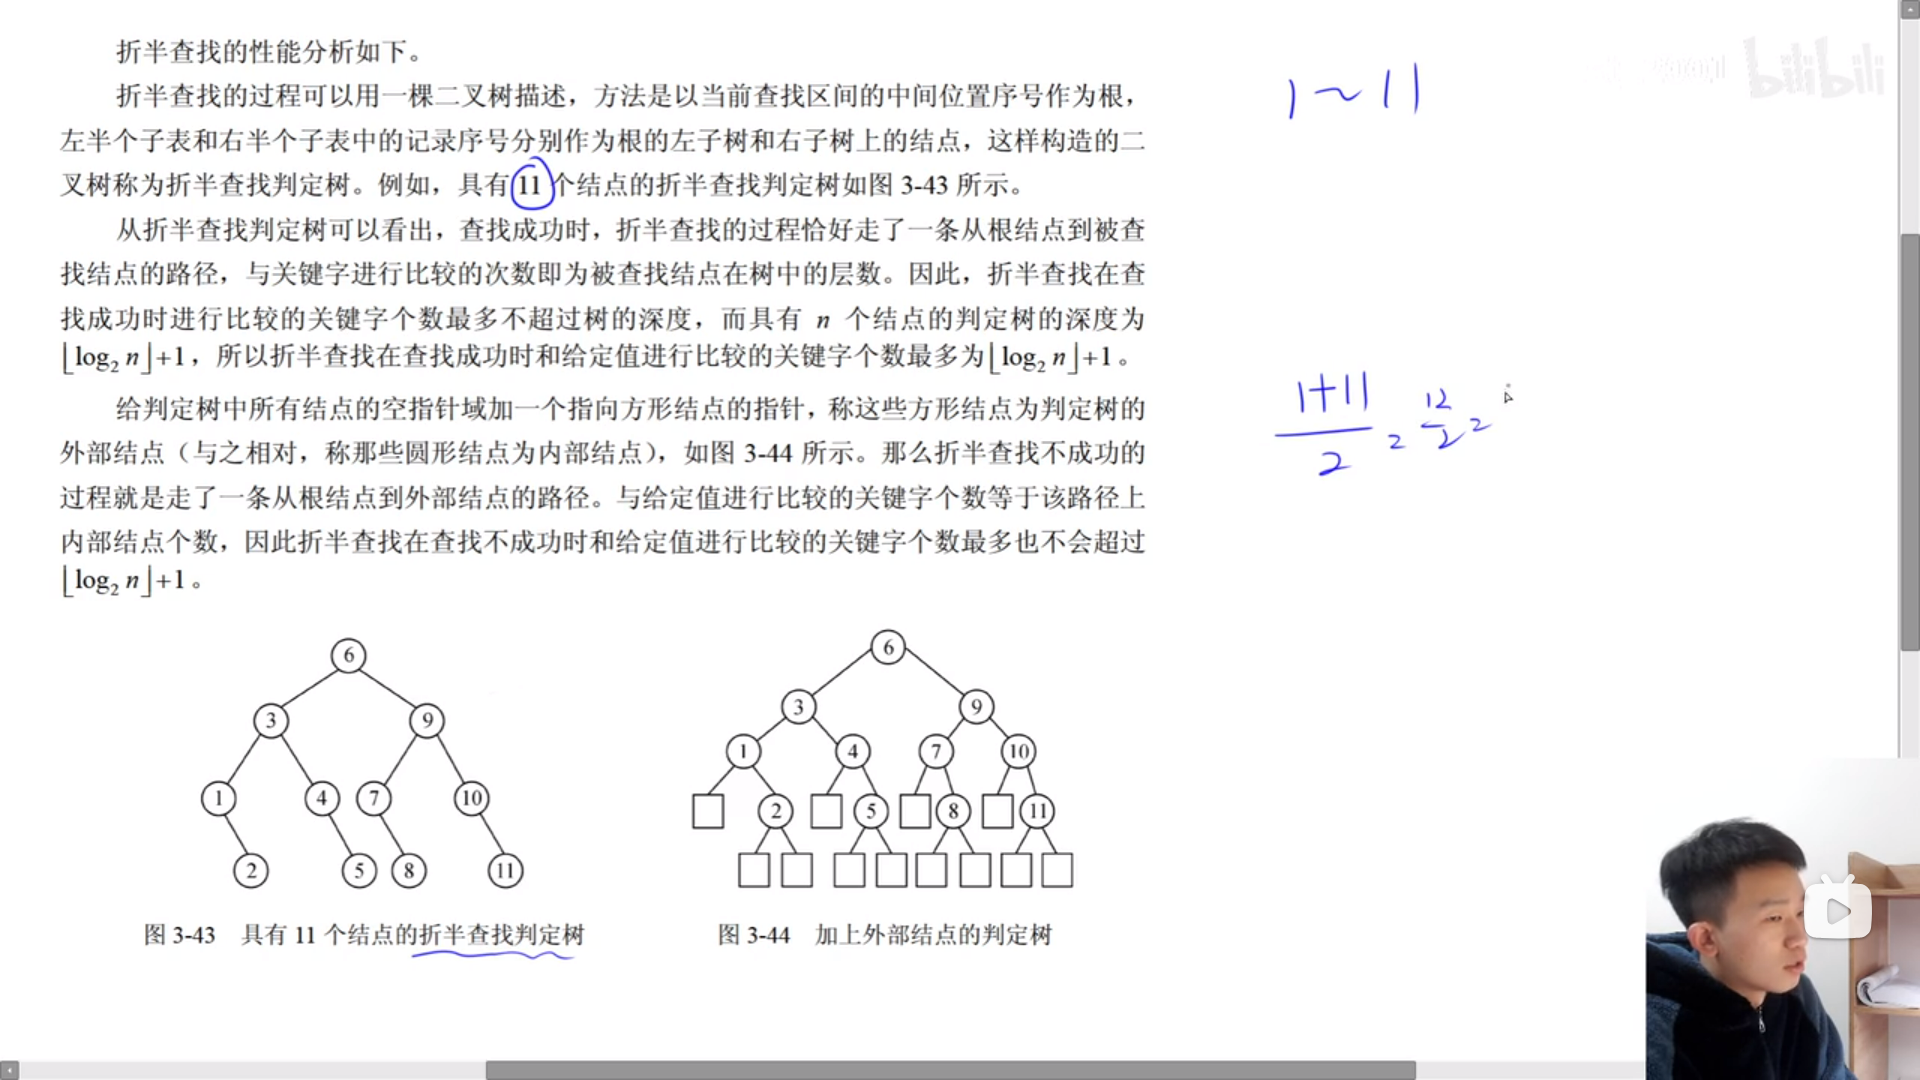 折半查找的性能分析如下。
折半查找的过程可以用一棵二叉树描述，方法是以当前查找区间的中间位置序号作为根，
左半个子表和右半个子表中的记录序号分别作为根的左子树和右子树上的结点，这样构造的二
叉树称为折半查找判定树。例如，具有 11 个结点的折半查找判定树如图 3-43 所示。
从折半查找判定树可以看出，查找成功时，折半查找的过程恰好走了一条从根结点到被查
找结点的路径，与关键字进行比较的次数即为被查找结点在树中的层数。因此，折半查找在查
找成功时进行比较的关键字个数最多不超过树的深度，而具有 n 个结点的判定树的深度为
⌊log₂ n⌋+1，所以折半查找在查找成功时和给定值进行比较的关键字个数最多为⌊log₂ n⌋+1。
给判定树中所有结点的空指针域加一个指向方形结点的指针，称这些方形结点为判定树的
外部结点（与之相对，称那些圆形结点为内部结点），如图 3-44 所示。那么折半查找不成功的
过程就是走了一条从根结点到外部结点的路径。与给定值进行比较的关键字个数等于该路径上
内部结点个数，因此折半查找在查找不成功时和给定值进行比较的关键字个数最多也不会超过
⌊log₂ n⌋+1。
6
3 9
1 4 7 10
2 5 8 11
图 3-43 具有 11 个结点的折半查找判定树
6
3 9
1 4 7 10
2 5 8 11
图 3-44 加上外部结点的判定树
1~11
1+11
2
=
12
2
=
bilibili